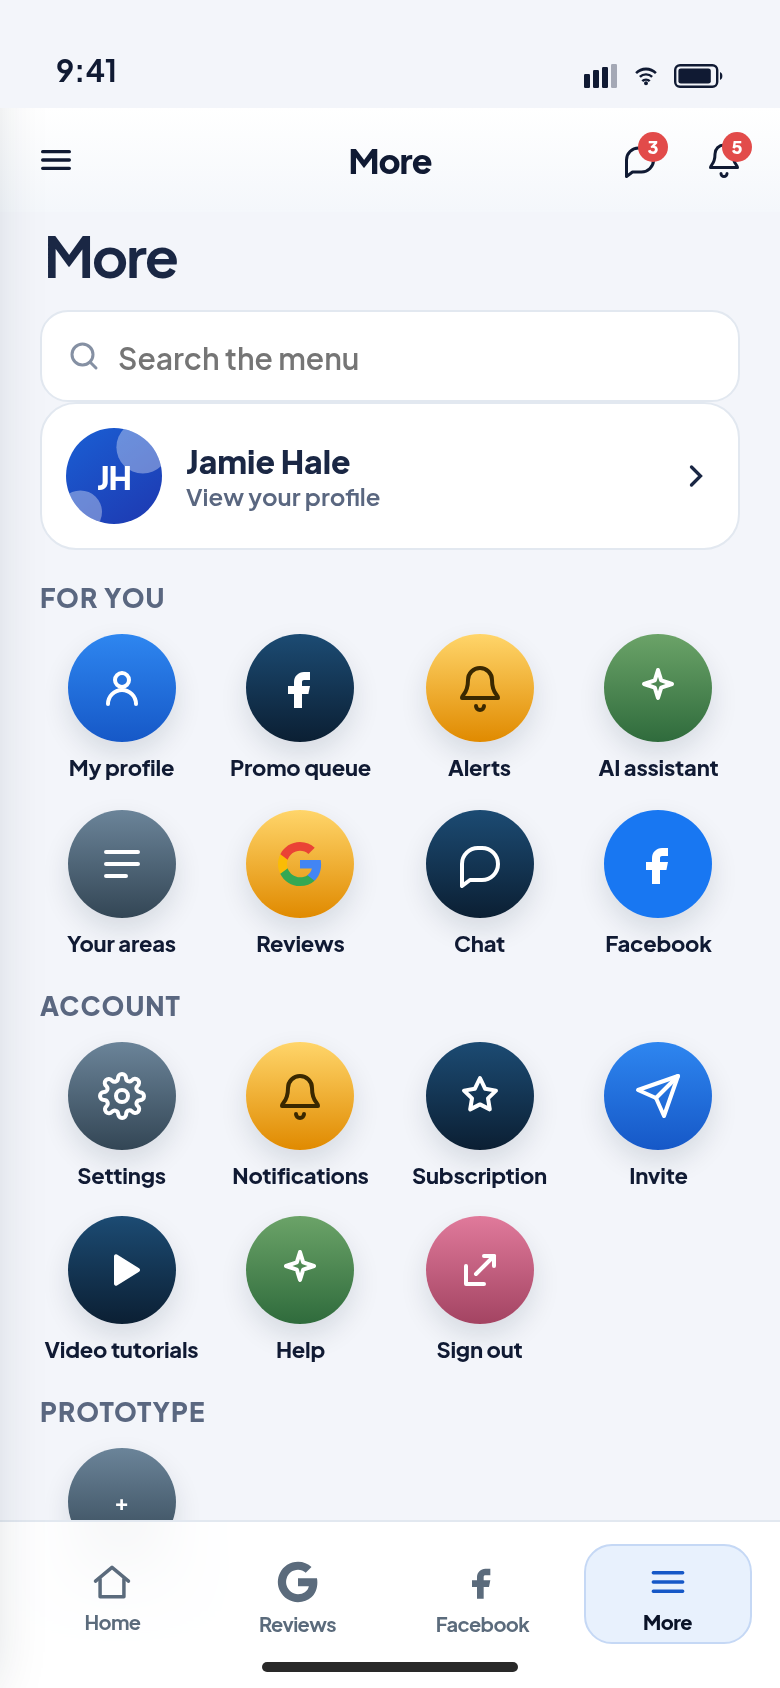 9:41
More
3
5
More
Search the menu
JH
Jamie Hale
View your profile
FOR YOU
My profile
Promo queue
Alerts
AI assistant
Your areas
Reviews
Chat
Facebook
ACCOUNT
Settings
Notifications
Subscription
Invite
Video tutorials
Help
Sign out
PROTOTYPE
+
Home
Reviews
Facebook
More